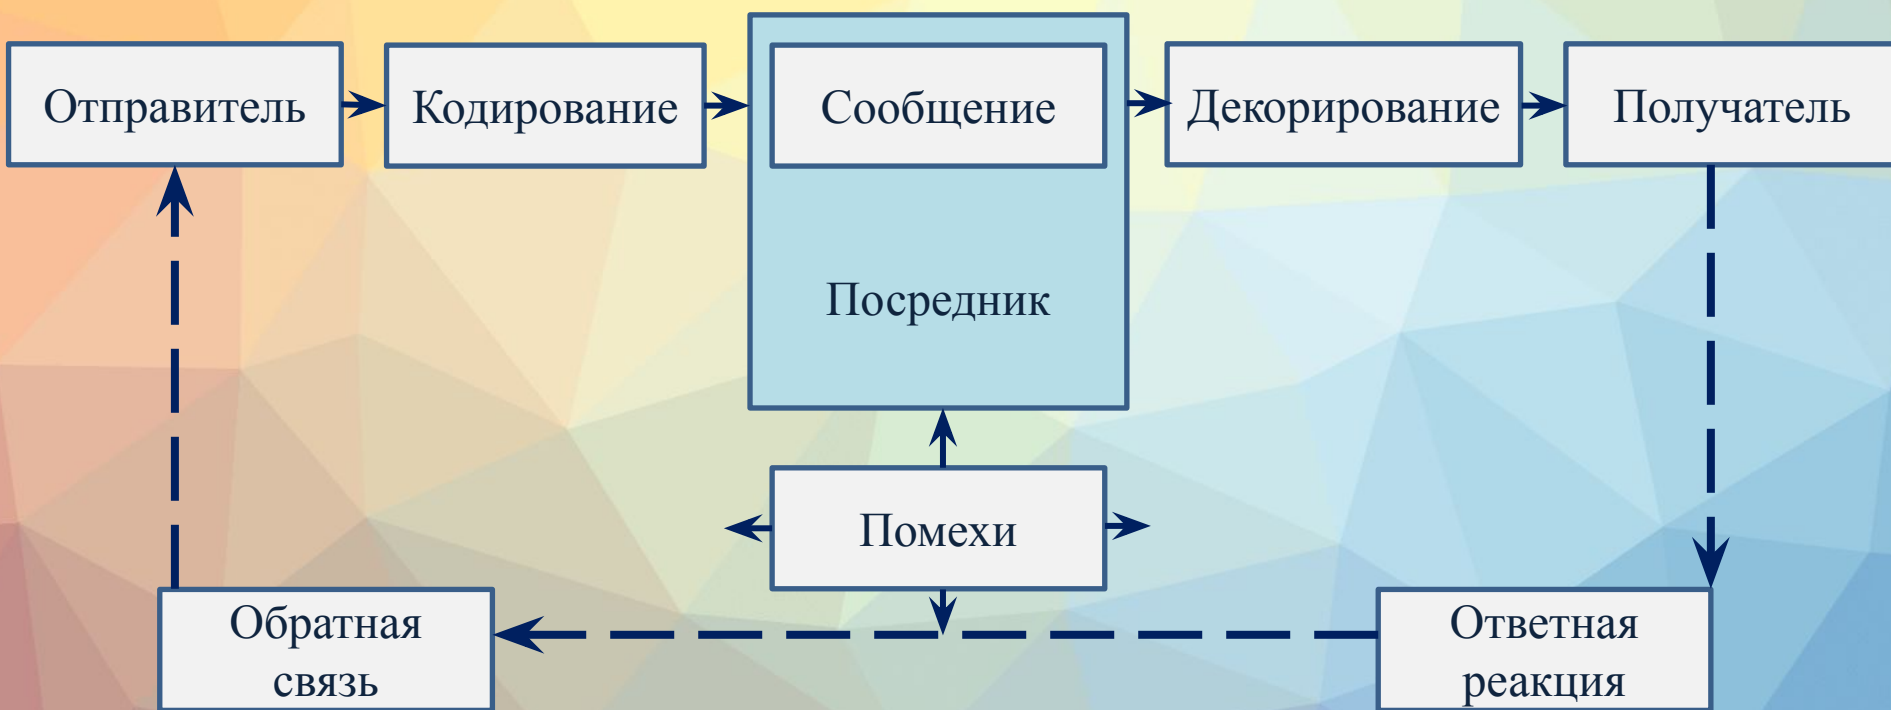 Отправитель
Кодирование
Сообщение
Декорирование
Получатель
Посредник
Помехи
Обратная
связь
Ответная
реакция